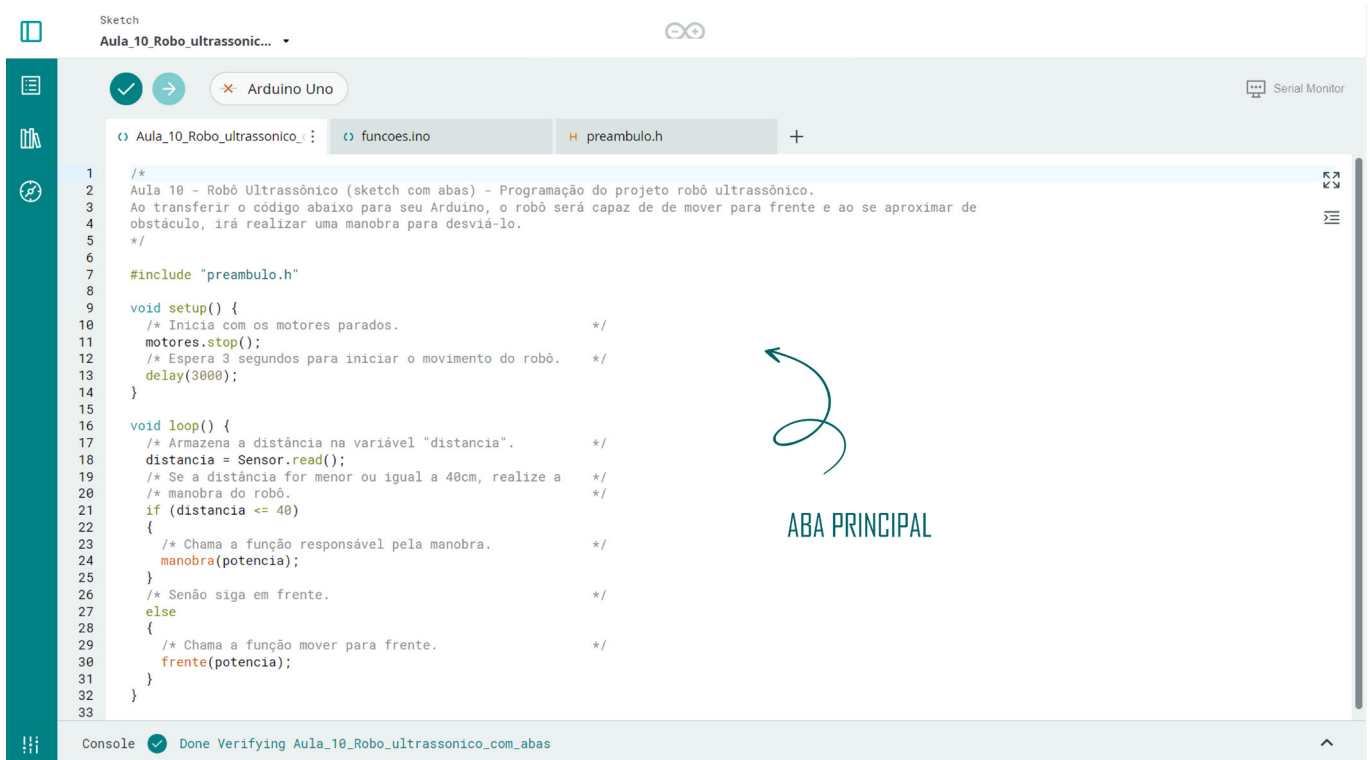 Sketch
Aula_10_Robo_ultrassonic...
Arduino Uno
Serial Monitor
Aula_10_Robo_ultrassonico_
funcoes.ino
H preambulo.h
1 /*
2 Aula 10 - Robô Ultrassônico (sketch com abas) - Programação do projeto robô ultrassônico.
3 Ao transferir o código abaixo para seu Arduino, o robô será capaz de de mover para frente e ao se aproximar de
4 obstáculo, irá realizar uma manobra para desviá-lo.
5 */
6
7 #include "preambulo.h"
8
9 void setup() {
10 /* Inicia com os motores parados. */
11 motores.stop();
12 /* Espera 3 segundos para iniciar o movimento do robô. */
13 delay(3000);
14 }
15
16 void loop() {
17 /* Armazena a distância na variável "distancia". */
18 distancia = Sensor.read();
19 /* Se a distância for menor ou igual a 40cm, realize a */
20 /* manobra do robô. */
21 if (distancia <= 40)
22 {
23 /* Chama a função responsável pela manobra. */
24 manobra(potencia);
25 }
26 /* Senão siga em frente. */
27 else
28 {
29 /* Chama a função mover para frente. */
30 frente(potencia);
31 }
32 }
33
ABA PRINCIPAL
Console Done Verifying Aula_10_Robo_ultrassonico_com_abas